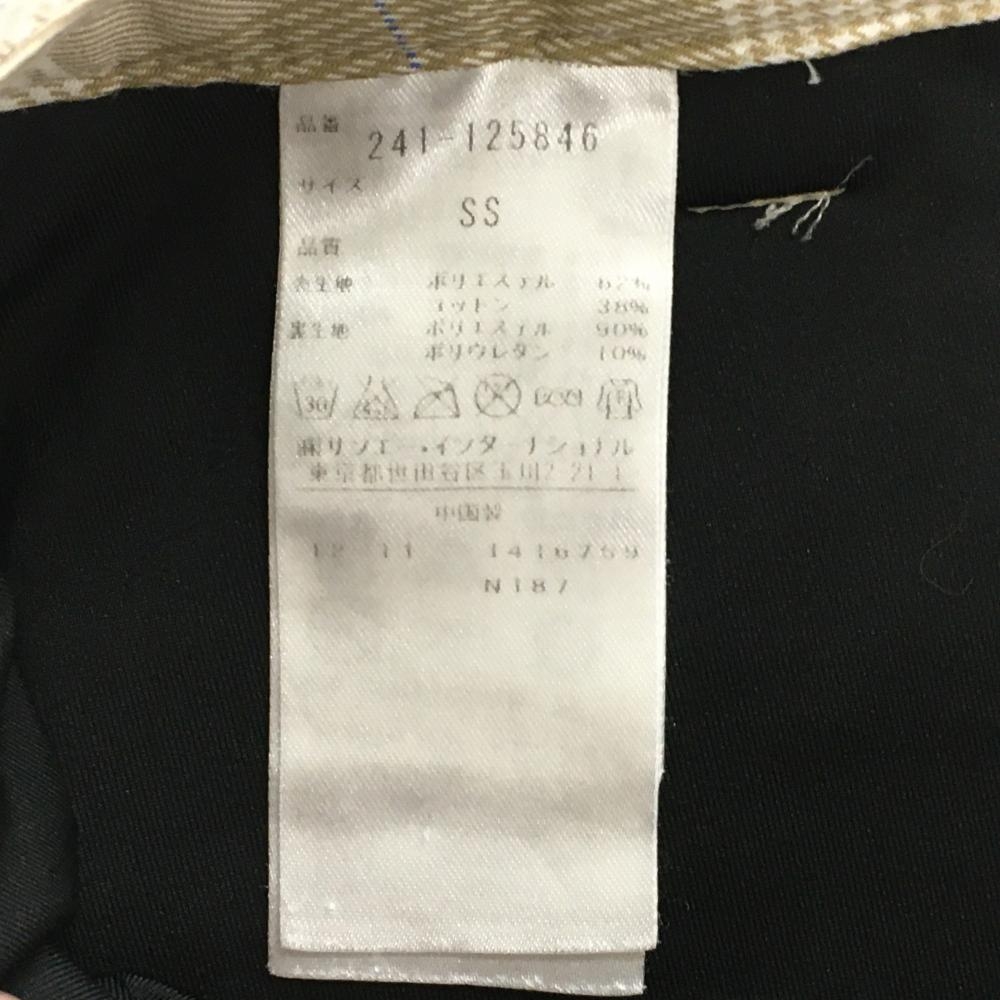 品番
241-125846
サイズ
SS
品質
表生地 ポリエステル 62%
コットン 38%
裏生地 ポリエステル 90%
ポリウレタン 10%
30
㈱サンエー・インターナショナル
東京都世田谷区玉川2-21-1
中国製
12 11 1416759
N187